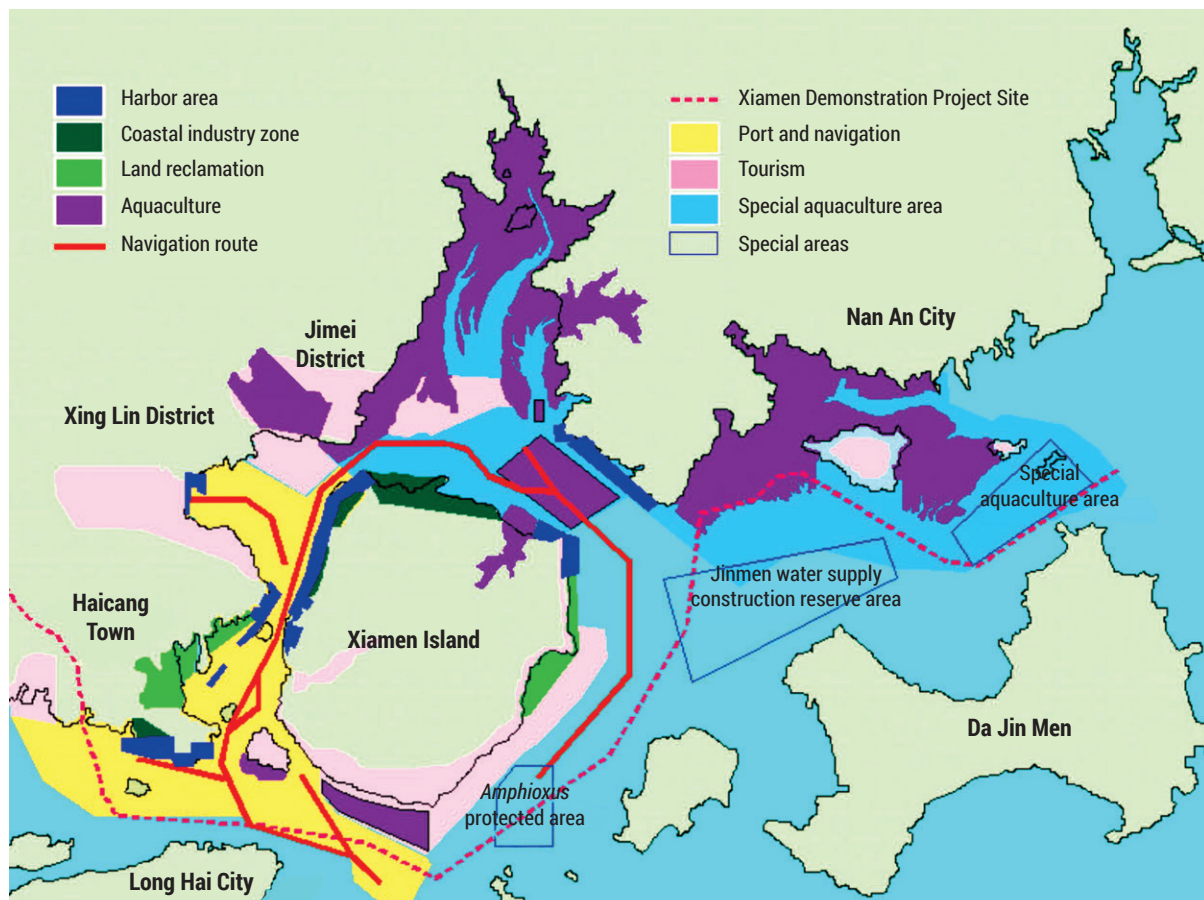 Harbor area
Coastal industry zone
Land reclamation
Aquaculture
Navigation route
Xiamen Demonstration Project Site
Port and navigation
Tourism
Special aquaculture area
Special areas
Jimei
District
Nan An City
Xing Lin District
Special
aquaculture area
Jinmen water supply
construction reserve area
Haicang
Town
Xiamen Island
Da Jin Men
Amphioxus
protected area
Long Hai City